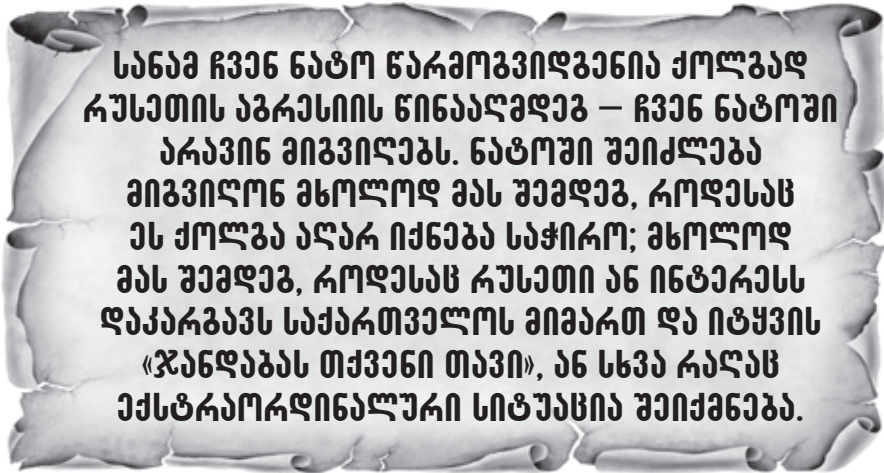 სანამ ჩვენ ნატო წარმოგვიდგენია ქოლგად
რუსეთის აგრესიის წინააღმდეგ – ჩვენ ნატოში
არავინ მიგვიღებს. ნატოში შეიძლება
მიგვიღონ მხოლოდ მას შემდეგ, როდესაც
ეს ქოლგა აღარ იქნება საჭირო; მხოლოდ
მას შემდეგ, როდესაც რუსეთი ან ინტერესს
დაკარგავს საქართველოს მიმართ და იტყვის
«ჯანდაბას თქვენი თავი», ან სხვა რაღაც
ექსტრაორდინალური სიტუაცია შეიქმნება.